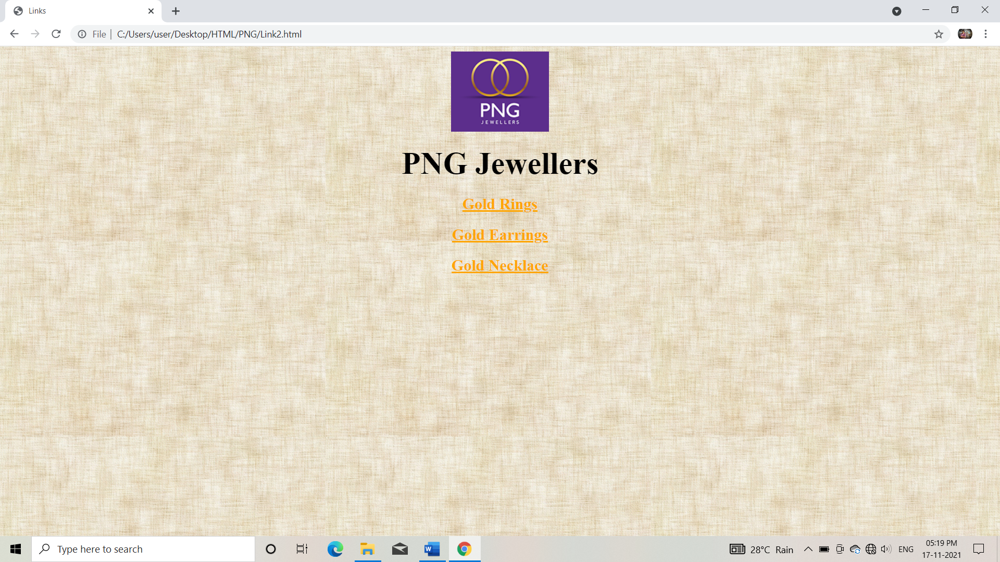 Links
File
C:/Users/user/Desktop/HTML/PNG/Link2.html
PNG
JEWELLERS
PNG Jewellers
Gold Rings
Gold Earrings
Gold Necklace
Type here to search
28°C Rain
ENG
05:19 PM
17-11-2021